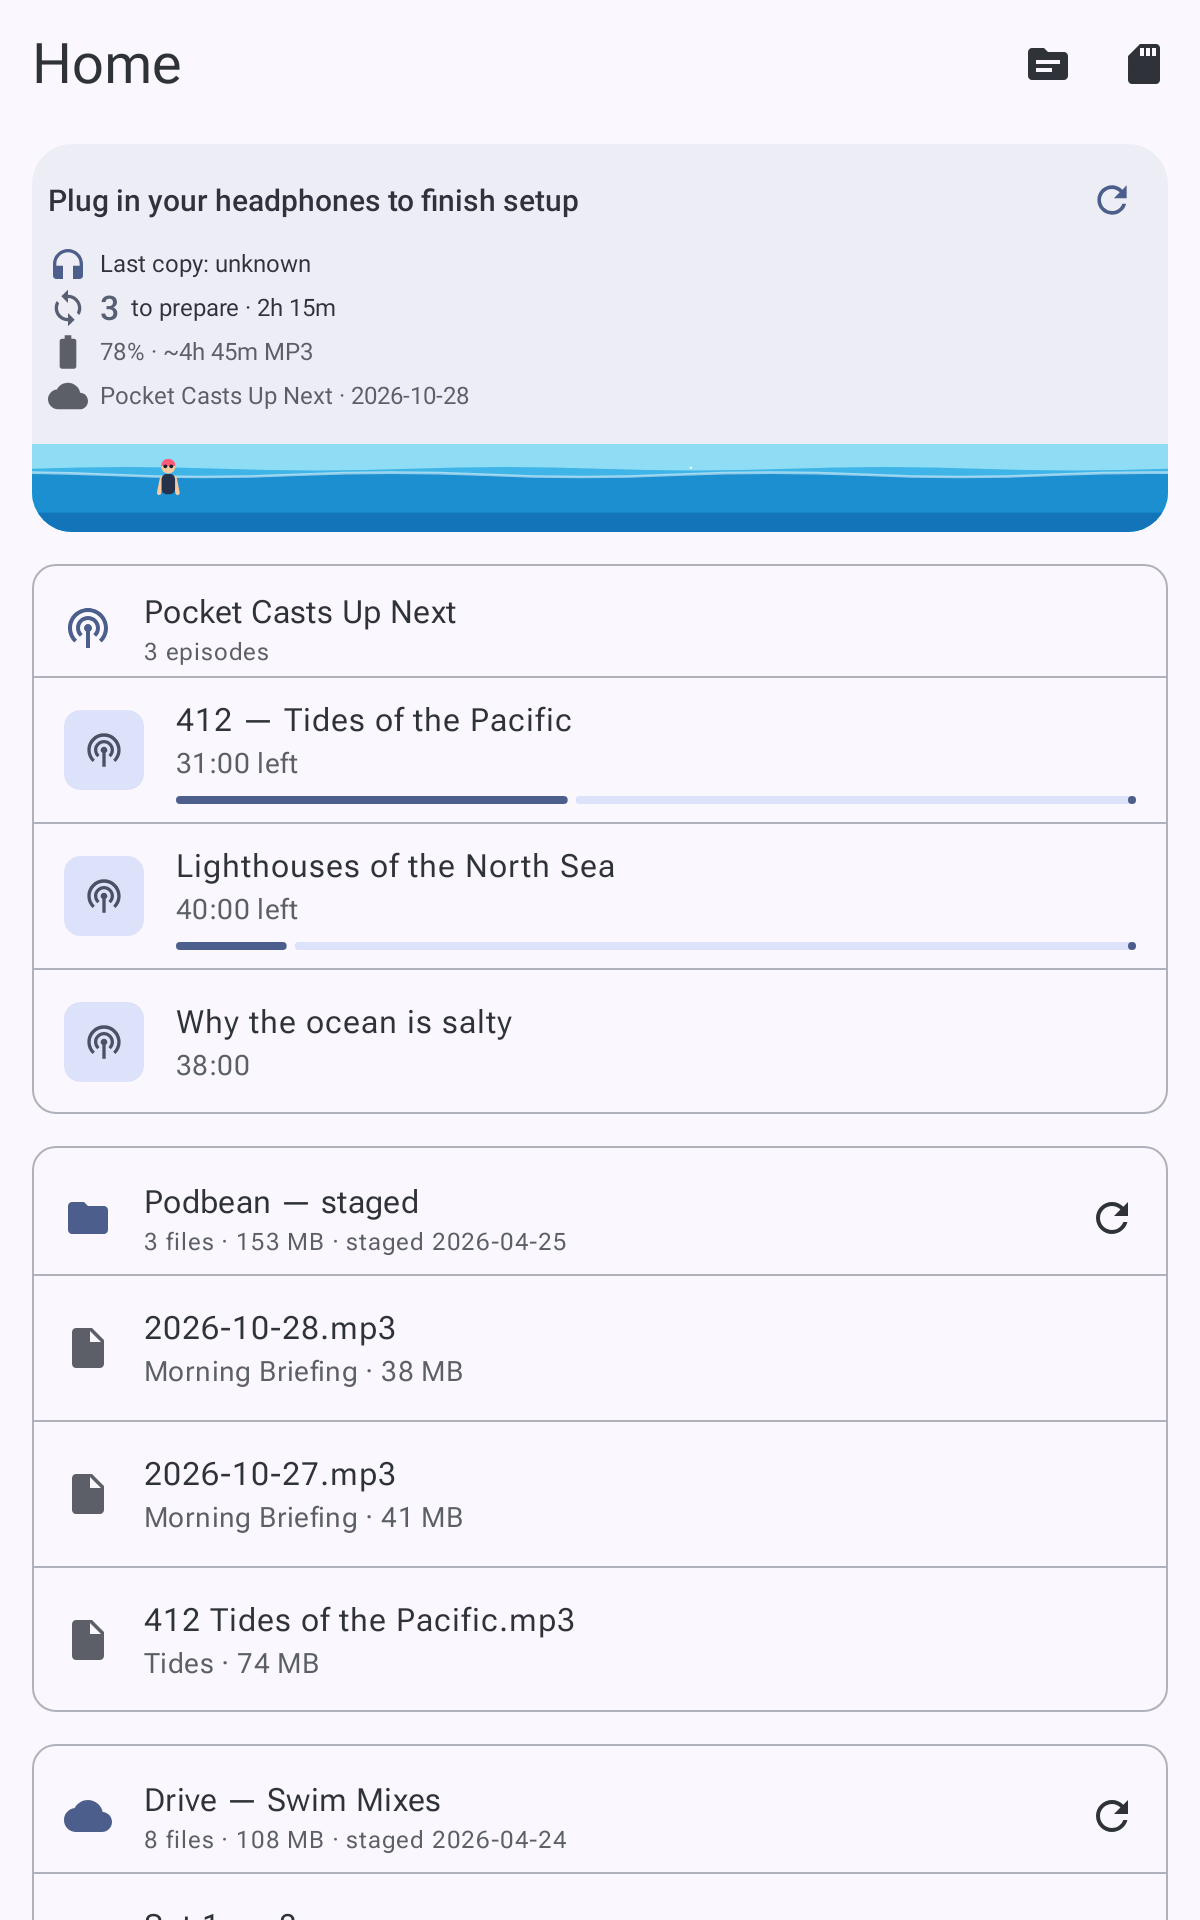 Home
Plug in your headphones to finish setup
Last copy: unknown
3 to prepare · 2h 15m
78% · ~4h 45m MP3
Pocket Casts Up Next · 2026-10-28
Pocket Casts Up Next
3 episodes
412 — Tides of the Pacific
31:00 left
Lighthouses of the North Sea
40:00 left
Why the ocean is salty
38:00
Podbean — staged
3 files · 153 MB · staged 2026-04-25
2026-10-28.mp3
Morning Briefing · 38 MB
2026-10-27.mp3
Morning Briefing · 41 MB
412 Tides of the Pacific.mp3
Tides · 74 MB
Drive — Swim Mixes
8 files · 108 MB · staged 2026-04-24